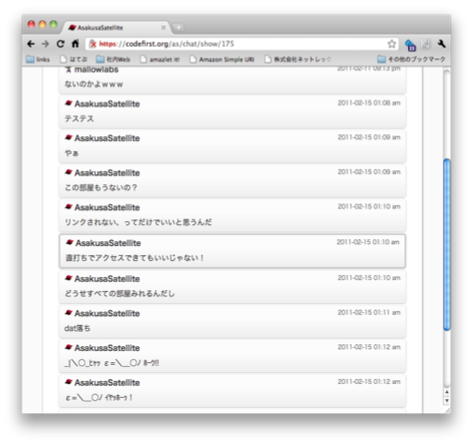 AsakusaSatellite
https://codefirst.org/as/chat/show/175
links はてぶ 社内Web amazlet it! Amazon Simple URI 株式会社ネットレッ その他のブックマーク
mallowlabs 2011-02-11 09:13 pm
ないのかよｗｗｗ
AsakusaSatellite 2011-02-15 01:08 am
テステス
AsakusaSatellite 2011-02-15 01:09 am
やぁ
AsakusaSatellite 2011-02-15 01:09 am
この部屋もうないの？
AsakusaSatellite 2011-02-15 01:10 am
リンクされない、ってだけでいいと思うんだ
AsakusaSatellite 2011-02-15 01:10 am
直打ちでアクセスできてもいいじゃない！
AsakusaSatellite 2011-02-15 01:10 am
どうせすべての部屋みれるんだし
AsakusaSatellite 2011-02-15 01:11 am
dat落ち
AsakusaSatellite 2011-02-15 01:12 am
_|＼○_ﾋｬｯ ε=＼＿○ﾉ ﾎｰｳ!!
AsakusaSatellite 2011-02-15 01:12 am
ε=＼＿○ﾉ ｲﾔｯﾎｰｩ！